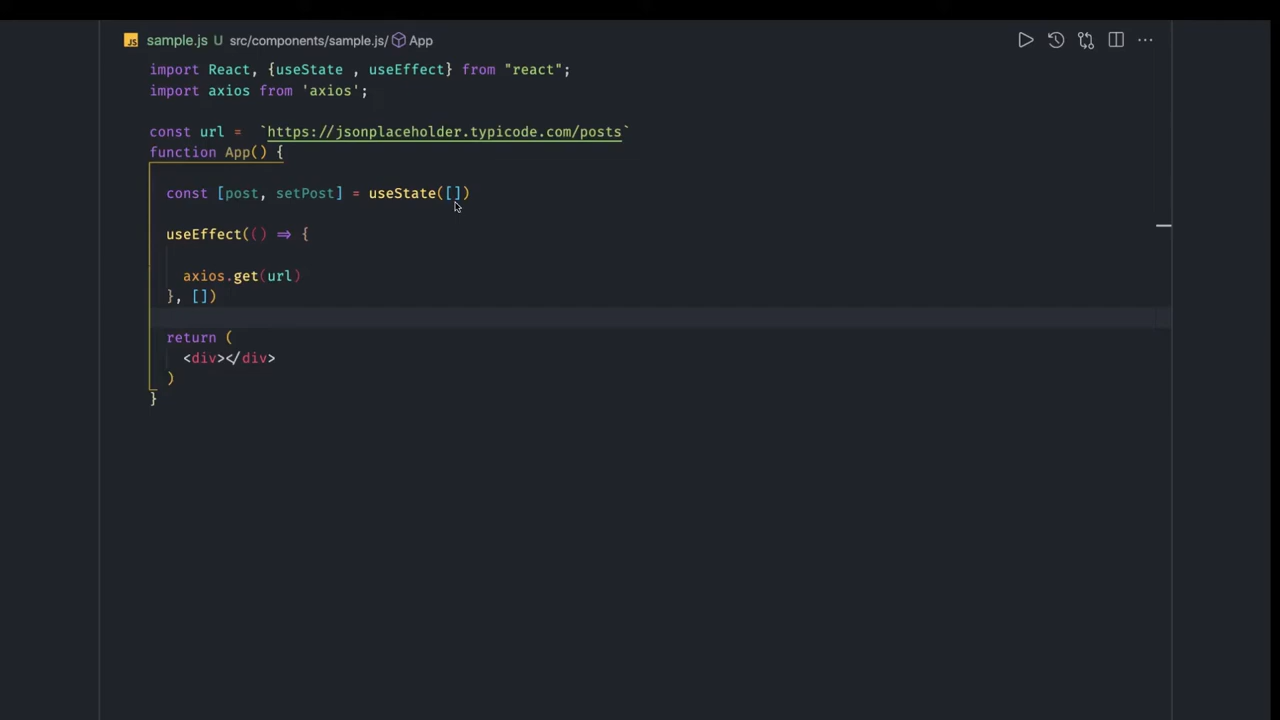 JS sample.js U src/components/sample.js/ App ...
import React, {useState , useEffect} from "react";
import axios from 'axios';
const url =  `https://jsonplaceholder.typicode.com/posts`
function App() {
const [post, setPost] = useState([])
useEffect(() => {
axios.get(url)
}, [])
return (
<div></div>
)
}